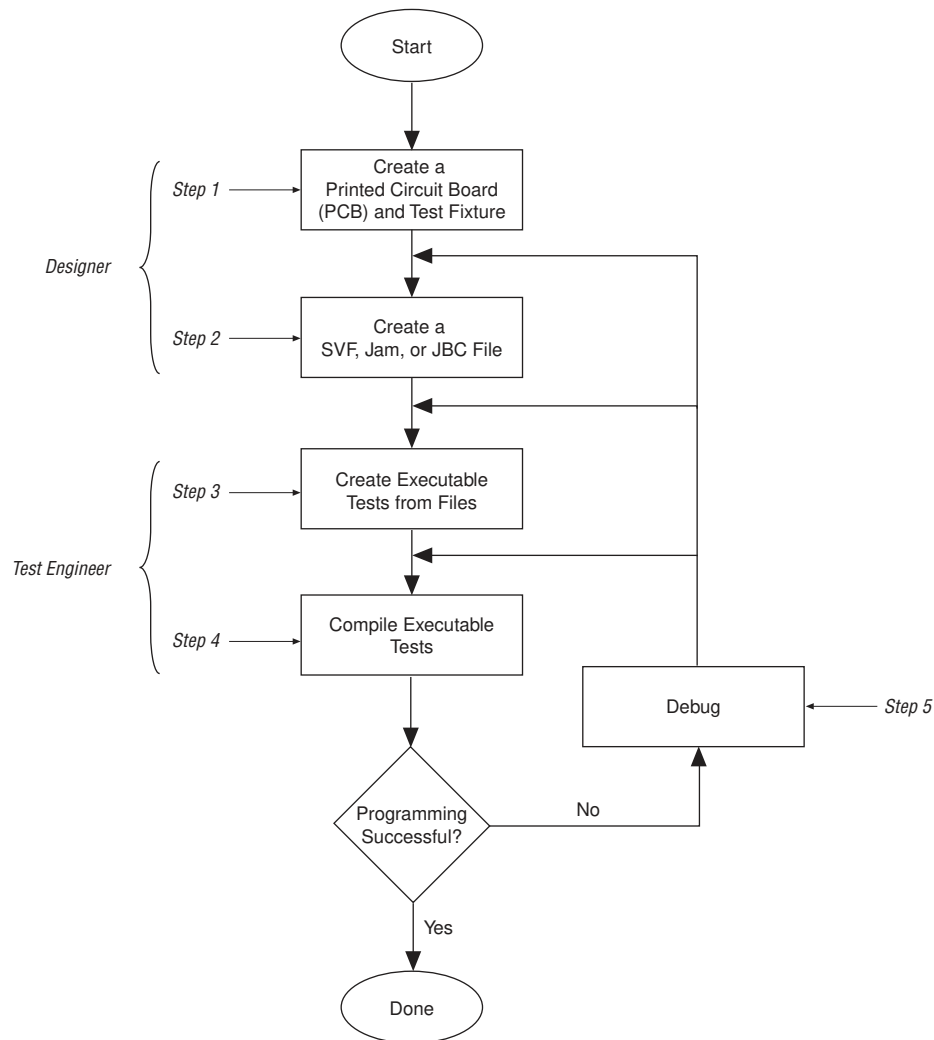 Start
Create a
Printed Circuit Board
(PCB) and Test Fixture
Step 1
Designer
Create a
SVF, Jam, or JBC File
Step 2
Create Executable
Tests from Files
Step 3
Test Engineer
Compile Executable
Tests
Step 4
Debug
Step 5
Programming
Successful?
No
Yes
Done